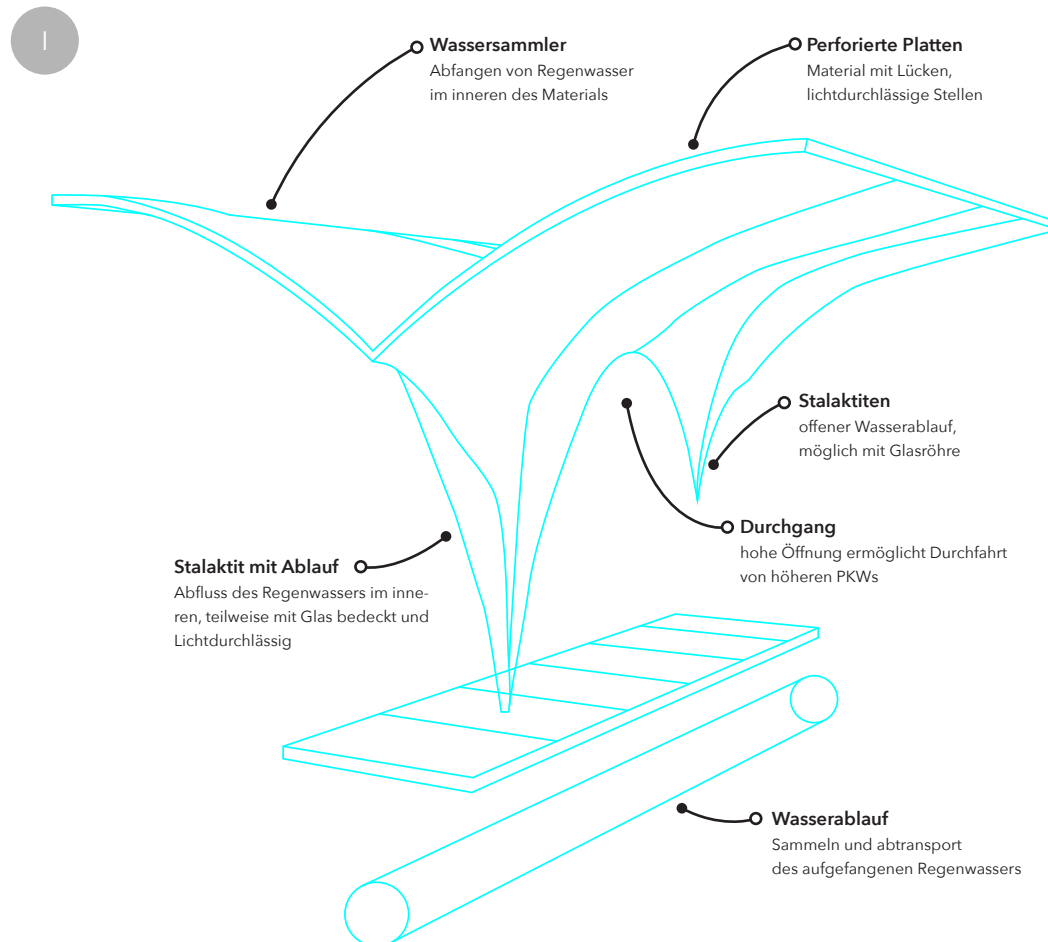 I
Wassersammler
Abfangen von Regenwasser
im inneren des Materials
Perforierte Platten
Material mit Lücken,
lichtdurchlässige Stellen
Stalaktiten
offener Wasserablauf,
möglich mit Glasröhre
Durchgang
hohe Öffnung ermöglicht Durchfahrt
von höheren PKWs
Stalaktit mit Ablauf
Abfluss des Regenwassers im inne-
ren, teilweise mit Glas bedeckt und
Lichtdurchlässig
Wasserablauf
Sammeln und abtransport
des aufgefangenen Regenwassers